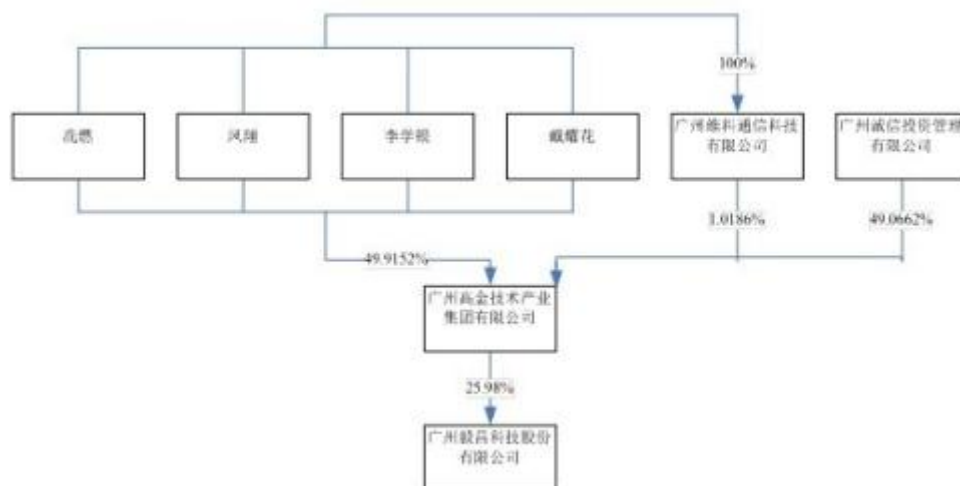 100%
冼燃
凤翔
李学银
戴耀花
广州维科通信科技
有限公司
广州诚信投资管理
有限公司
49.9152%
1.0186%
49.0662%
广州高金技术产业
集团有限公司
25.98%
广州毅昌科技股份
有限公司